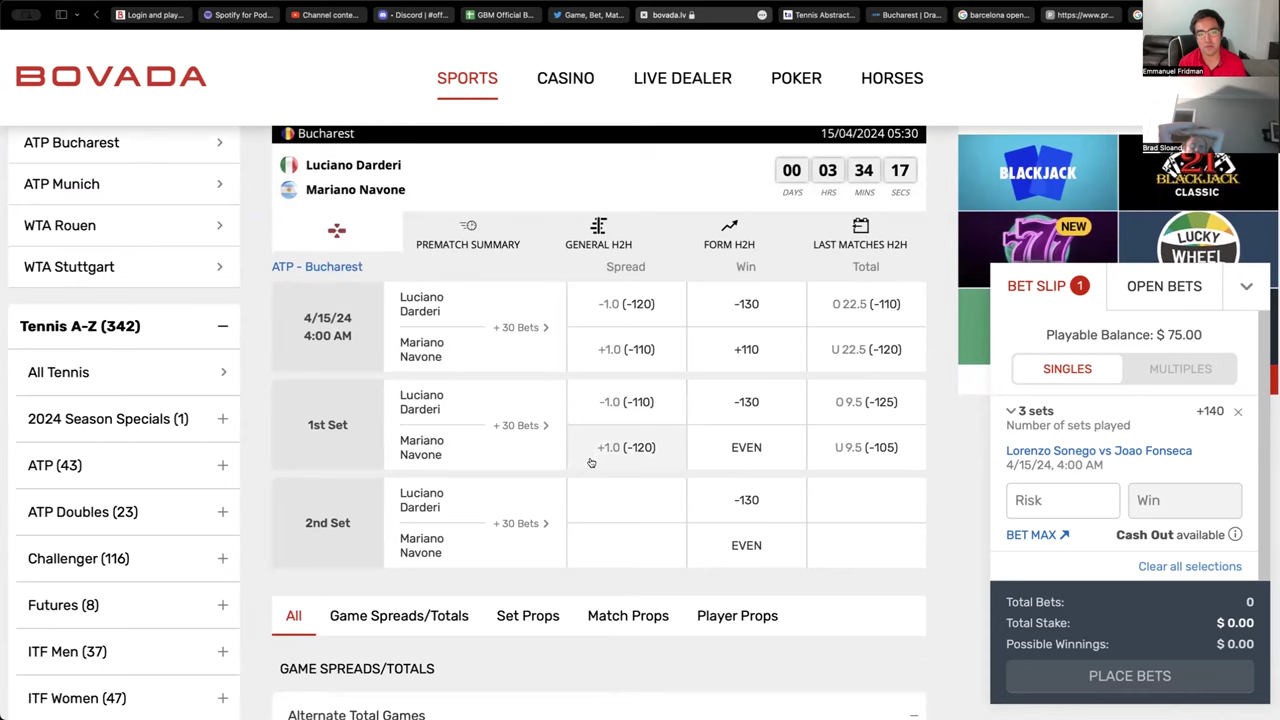 Login and play...
Spotify for Pod...
Channel conte...
Discord | #off...
GBM Official B...
Game, Bet, Mat...
bovada.lv
Tennis Abstract...
Bucharest | Dra...
barcelona open...
https://www.pr...
BOVADA
SPORTS
CASINO
LIVE DEALER
POKER
HORSES
Emmanuel Fridman
Brad Sloand
ATP Bucharest
ATP Munich
WTA Rouen
WTA Stuttgart
Tennis A-Z (342)
All Tennis
2024 Season Specials (1)
ATP (43)
ATP Doubles (23)
Challenger (116)
Futures (8)
ITF Men (37)
ITF Women (47)
Bucharest
15/04/2024 05:30
Luciano Darderi
Mariano Navone
00 03 34 17
DAYS HRS MINS SECS
PREMATCH SUMMARY
GENERAL H2H
FORM H2H
LAST MATCHES H2H
ATP - Bucharest
Spread
Win
Total
4/15/24
4:00 AM
Luciano
Darderi
+ 30 Bets
Mariano
Navone
-1.0 (-120)
-130
O 22.5 (-110)
+1.0 (-110)
+110
U 22.5 (-120)
1st Set
Luciano
Darderi
+ 30 Bets
Mariano
Navone
-1.0 (-110)
-130
O 9.5 (-125)
+1.0 (-120)
EVEN
U 9.5 (-105)
2nd Set
Luciano
Darderi
+ 30 Bets
Mariano
Navone
-130
EVEN
All
Game Spreads/Totals
Set Props
Match Props
Player Props
GAME SPREADS/TOTALS
Alternate Total Games
BLACKJACK
21
BLACKJACK
CLASSIC
NEW
777
LUCKY
WHEEL
BET SLIP 1
OPEN BETS
Playable Balance: $ 75.00
SINGLES
MULTIPLES
3 sets
+140
Number of sets played
Lorenzo Sonego vs Joao Fonseca
4/15/24, 4:00 AM
Risk
Win
BET MAX
Cash Out available
Clear all selections
Total Bets: 0
Total Stake: $ 0.00
Possible Winnings: $ 0.00
PLACE BETS